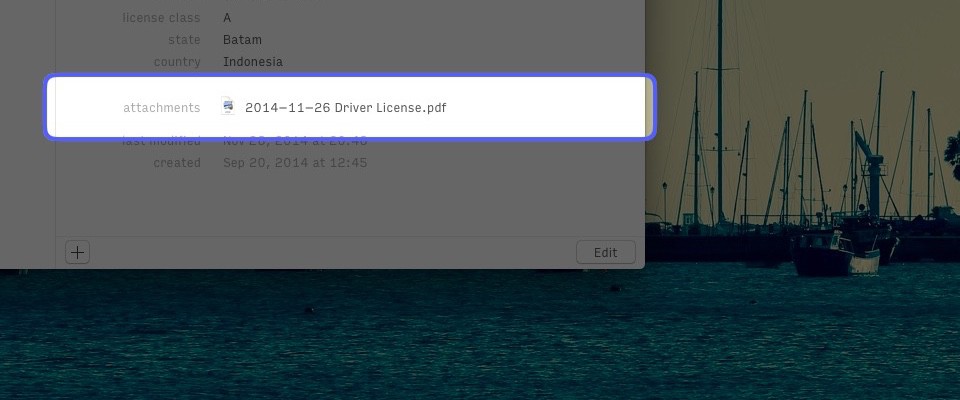 license class A
state Batam
country Indonesia
attachments 2014-11-26 Driver License.pdf
last modified Nov 26, 2014 at 20:48
created Sep 20, 2014 at 12:45
Edit